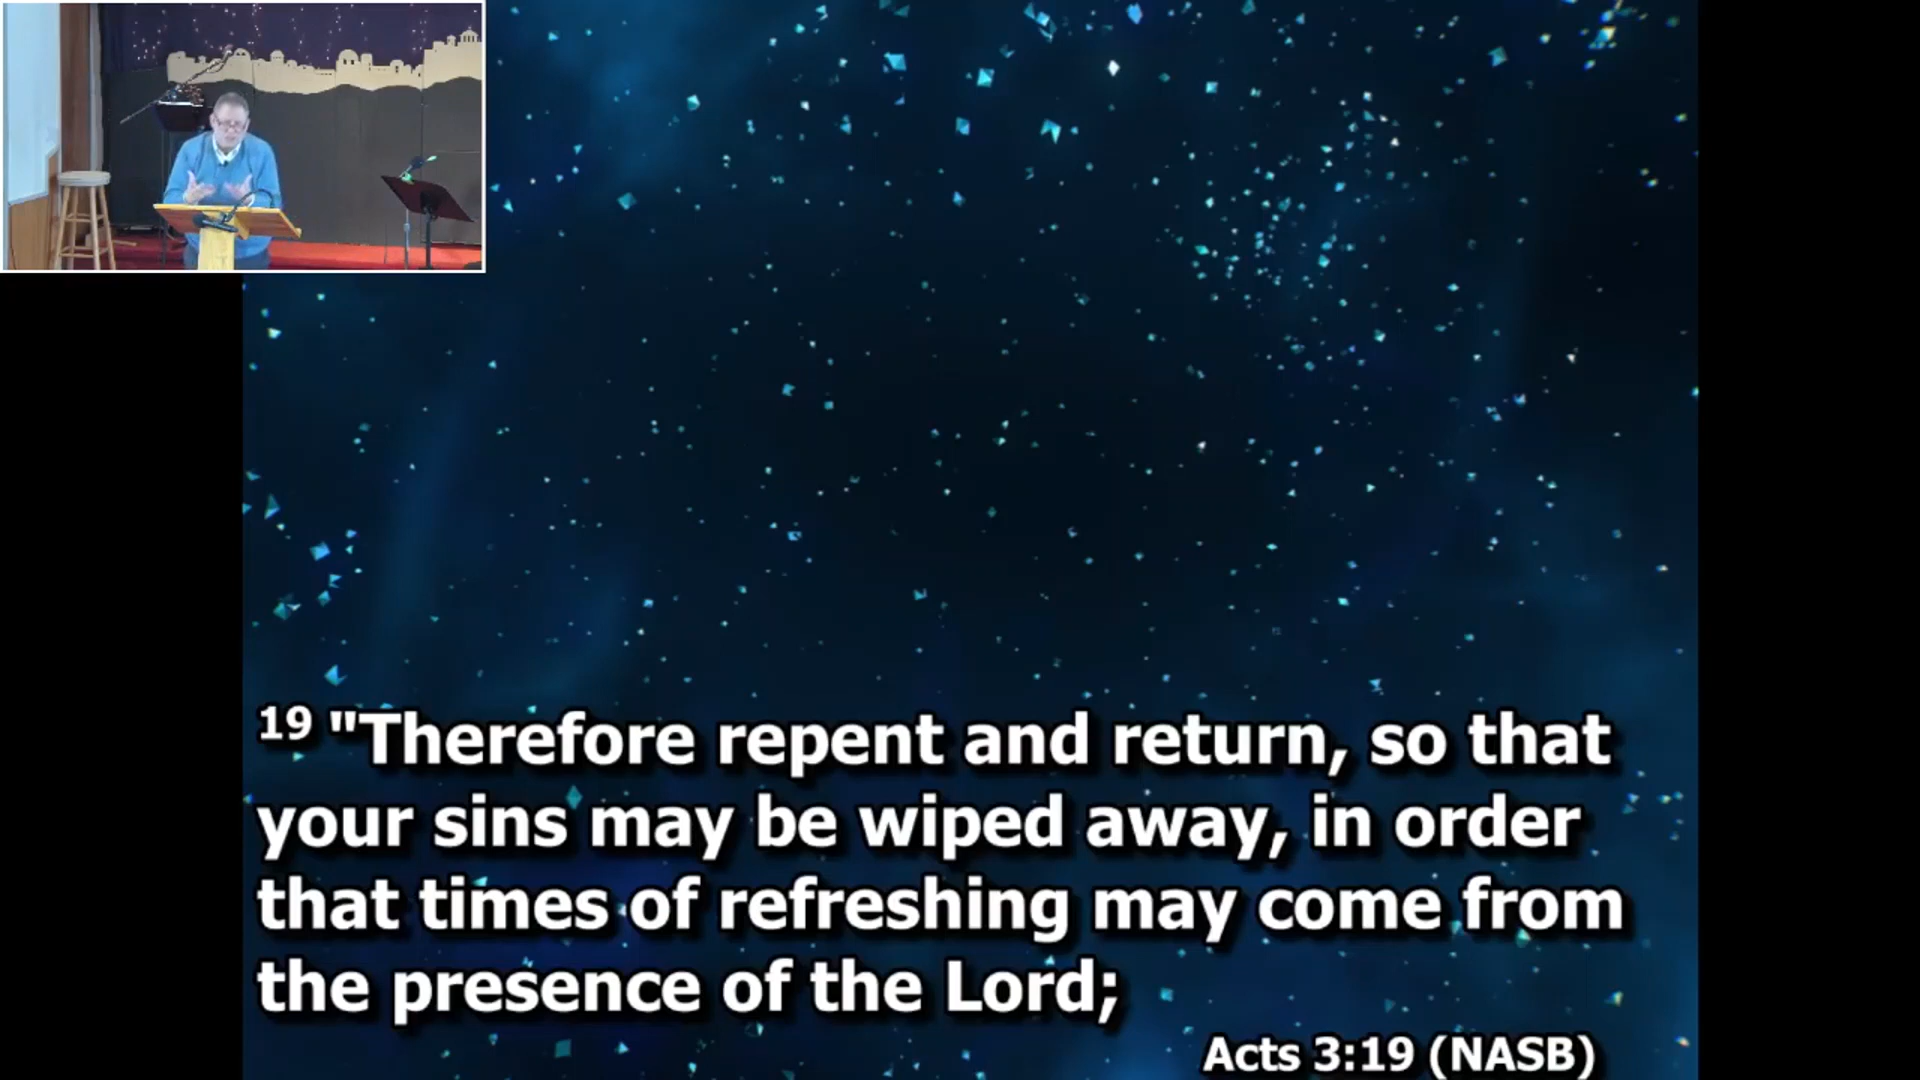 19 "Therefore repent and return, so that
your sins may be wiped away, in order
that times of refreshing may come from
the presence of the Lord;
Acts 3:19 (NASB)